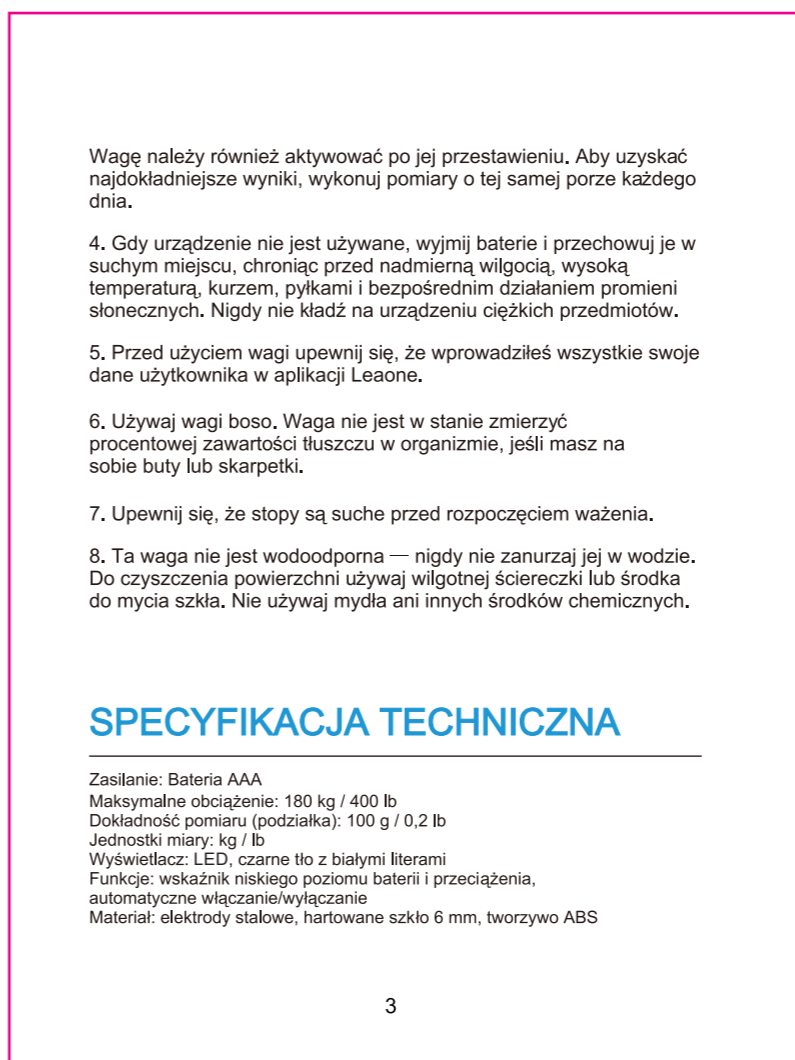 Wagę należy również aktywować po jej przestawieniu. Aby uzyskać
najdokładniejsze wyniki, wykonuj pomiary o tej samej porze każdego
dnia.
4. Gdy urządzenie nie jest używane, wyjmij baterie i przechowuj je w
suchym miejscu, chroniąc przed nadmierną wilgocią, wysoką
temperaturą, kurzem, pyłkami i bezpośrednim działaniem promieni
słonecznych. Nigdy nie kładź na urządzeniu ciężkich przedmiotów.
5. Przed użyciem wagi upewnij się, że wprowadziłeś wszystkie swoje
dane użytkownika w aplikacji Leaone.
6. Używaj wagi boso. Waga nie jest w stanie zmierzyć
procentowej zawartości tłuszczu w organizmie, jeśli masz na
sobie buty lub skarpetki.
7. Upewnij się, że stopy są suche przed rozpoczęciem ważenia.
8. Ta waga nie jest wodoodporna — nigdy nie zanurzaj jej w wodzie.
Do czyszczenia powierzchni używaj wilgotnej ściereczki lub środka
do mycia szkła. Nie używaj mydła ani innych środków chemicznych.
SPECYFIKACJA TECHNICZNA
Zasilanie: Bateria AAA
Maksymalne obciążenie: 180 kg / 400 lb
Dokładność pomiaru (podziałka): 100 g / 0,2 lb
Jednostki miary: kg / lb
Wyświetlacz: LED, czarne tło z białymi literami
Funkcje: wskaźnik niskiego poziomu baterii i przeciążenia,
automatyczne włączanie/wyłączanie
Materiał: elektrody stalowe, hartowane szkło 6 mm, tworzywo ABS
3